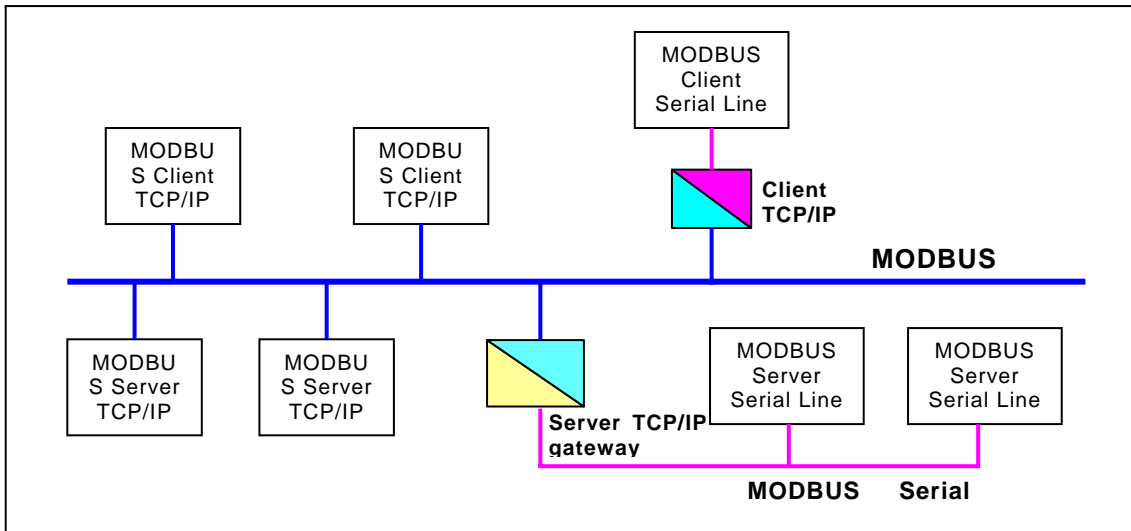 MODBUS
Client
Serial Line
MODBU
S Client
TCP/IP
MODBU
S Client
TCP/IP
Client
TCP/IP
MODBUS
MODBU
S Server
TCP/IP
MODBU
S Server
TCP/IP
Server TCP/IP
gateway
MODBUS
Server
Serial Line
MODBUS
Server
Serial Line
MODBUS Serial